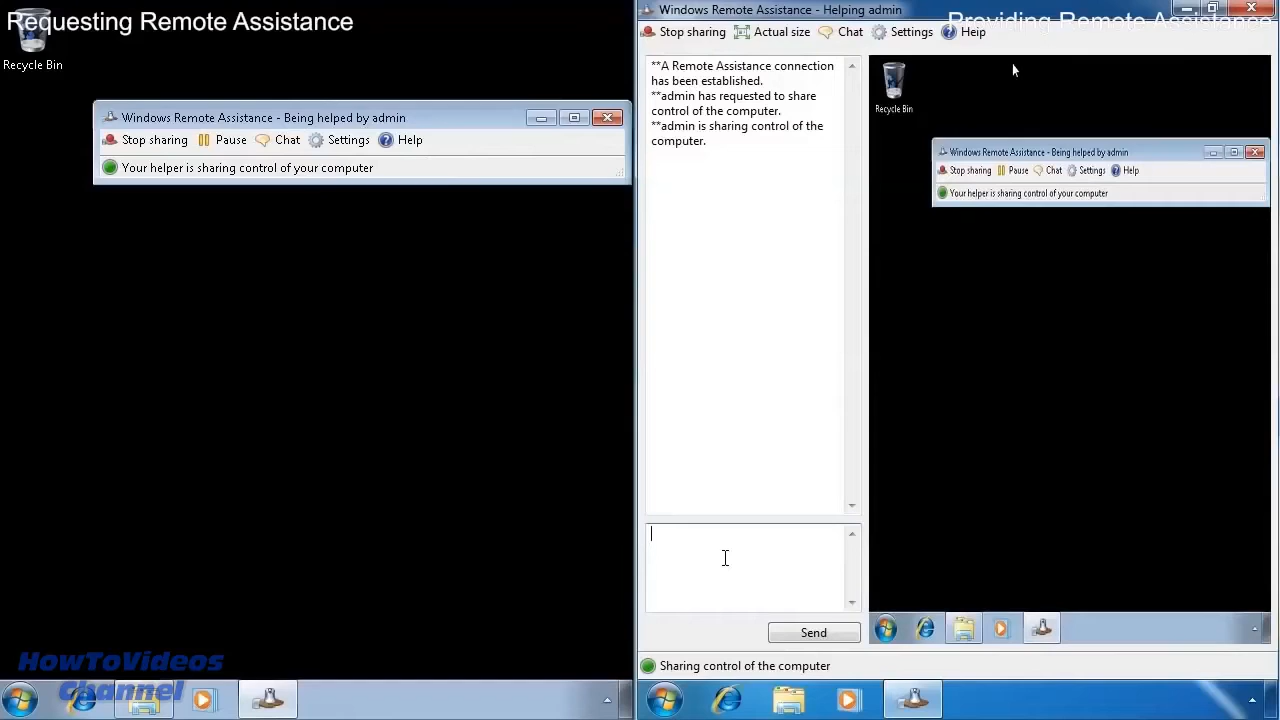 Requesting Remote Assistance
Recycle Bin
Windows Remote Assistance - Being helped by admin
Stop sharing Pause Chat Settings Help
Your helper is sharing control of your computer
HowToVideos
Channel
Windows Remote Assistance - Helping admin
Providing Remote Assistance
Stop sharing Actual size Chat Settings Help
**A Remote Assistance connection
has been established.
**admin has requested to share
control of the computer.
**admin is sharing control of the
computer.
Send
Recycle Bin
Windows Remote Assistance - Being helped by admin
Stop sharing Pause Chat Settings Help
Your helper is sharing control of your computer
Sharing control of the computer